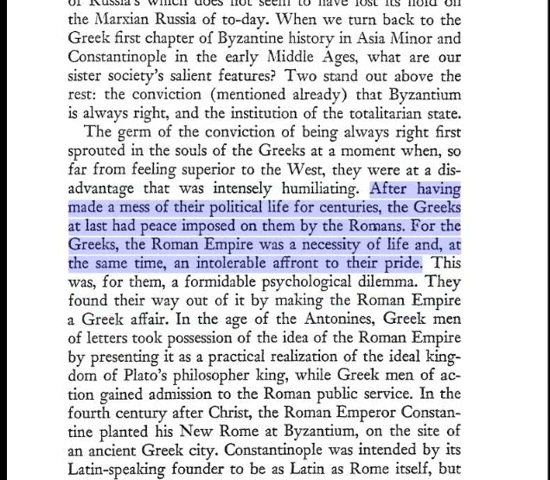 of Russia's which does not seem to have lost its hold on
the Marxian Russia of to-day. When we turn back to the
Greek first chapter of Byzantine history in Asia Minor and
Constantinople in the early Middle Ages, what are our
sister society's salient features? Two stand out above the
rest: the conviction (mentioned already) that Byzantium
is always right, and the institution of the totalitarian state.
The germ of the conviction of being always right first
sprouted in the souls of the Greeks at a moment when, so
far from feeling superior to the West, they were at a dis-
advantage that was intensely humiliating. After having
made a mess of their political life for centuries, the Greeks
at last had peace imposed on them by the Romans. For the
Greeks, the Roman Empire was a necessity of life and, at
the same time, an intolerable affront to their pride. This
was, for them, a formidable psychological dilemma. They
found their way out of it by making the Roman Empire
a Greek affair. In the age of the Antonines, Greek men
of letters took possession of the idea of the Roman Empire
by presenting it as a practical realization of the ideal king-
dom of Plato's philosopher king, while Greek men of ac-
tion gained admission to the Roman public service. In the
fourth century after Christ, the Roman Emperor Constan-
tine planted his New Rome at Byzantium, on the site of
an ancient Greek city. Constantinople was intended by its
Latin-speaking founder to be as Latin as Rome itself, but